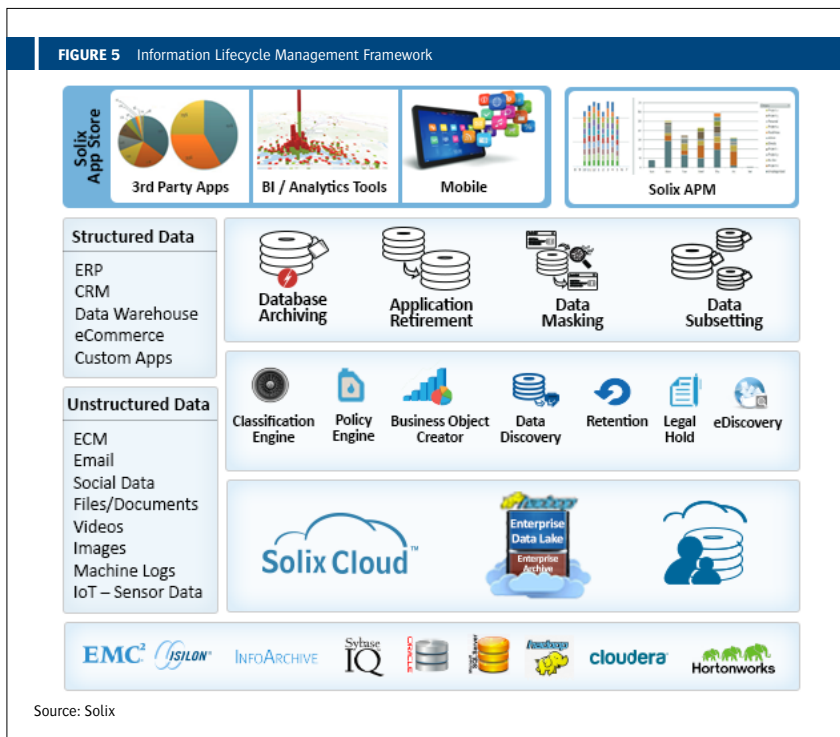 FIGURE 5 Information Lifecycle Management Framework
Solix
App Store
3rd Party Apps
BI / Analytics Tools
Mobile
Solix APM
Structured Data
ERP
CRM
Data Warehouse
eCommerce
Custom Apps
Database
Archiving
Application
Retirement
Data
Masking
Data
Subsetting
Unstructured Data
ECM
Email
Social Data
Files/Documents
Videos
Images
Machine Logs
IoT – Sensor Data
Classification
Engine
Policy
Engine
Business Object
Creator
Data
Discovery
Retention
Legal
Hold
eDiscovery
Solix Cloud™
hadoop
Enterprise
Data Lake
Enterprise
Archive
EMC²
ISILON®
INFOARCHIVE
Sybase
IQ
ORACLE
SQL Server
hadoop
cloudera
Hortonworks
Source: Solix